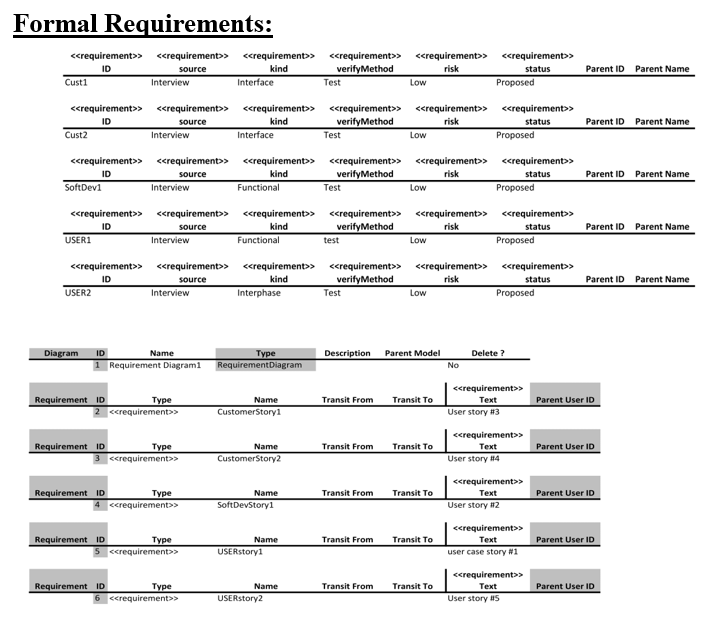 Formal Requirements:
<<requirement>> <<requirement>> <<requirement>> <<requirement>> <<requirement>> <<requirement>>
ID source kind verifyMethod risk status Parent ID Parent Name
Cust1 Interview Interface Test Low Proposed
<<requirement>> <<requirement>> <<requirement>> <<requirement>> <<requirement>> <<requirement>>
ID source kind verifyMethod risk status Parent ID Parent Name
Cust2 Interview Interface Test Low Proposed
<<requirement>> <<requirement>> <<requirement>> <<requirement>> <<requirement>> <<requirement>>
ID source kind verifyMethod risk status Parent ID Parent Name
SoftDev1 Interview Functional Test Low Proposed
<<requirement>> <<requirement>> <<requirement>> <<requirement>> <<requirement>> <<requirement>>
ID source kind verifyMethod risk status Parent ID Parent Name
USER1 Interview Functional test Low Proposed
<<requirement>> <<requirement>> <<requirement>> <<requirement>> <<requirement>> <<requirement>>
ID source kind verifyMethod risk status Parent ID Parent Name
USER2 Interview Interphase Test Low Proposed
Diagram ID Name Type Description Parent Model Delete ?
1 Requirement Diagram1 RequirementDiagram No
<<requirement>>
Requirement ID Type Name Transit From Transit To Text Parent User ID
2 <<requirement>> CustomerStory1 User story #3
<<requirement>>
Requirement ID Type Name Transit From Transit To Text Parent User ID
3 <<requirement>> CustomerStory2 User story #4
<<requirement>>
Requirement ID Type Name Transit From Transit To Text Parent User ID
4 <<requirement>> SoftDevStory1 User story #2
<<requirement>>
Requirement ID Type Name Transit From Transit To Text Parent User ID
5 <<requirement>> USERstory1 user case story #1
<<requirement>>
Requirement ID Type Name Transit From Transit To Text Parent User ID
6 <<requirement>> USERstory2 User story #5